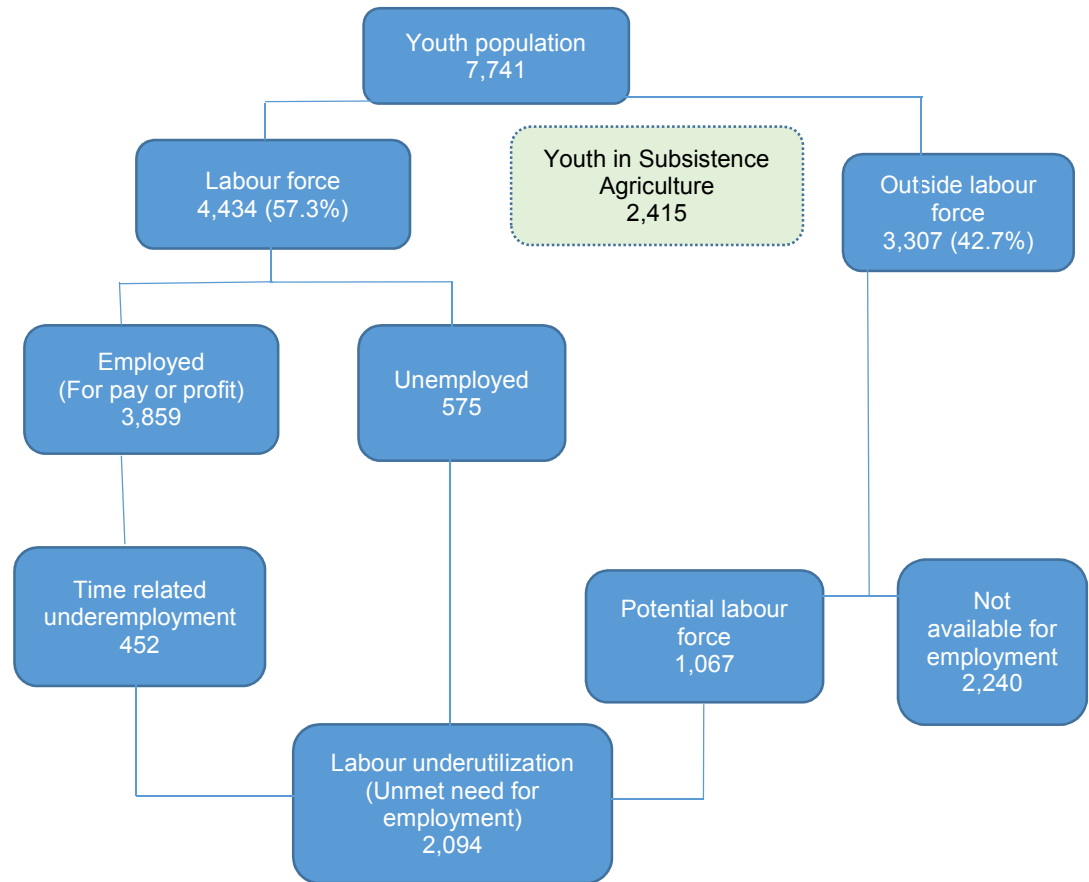 Youth population
7,741
Labour force
4,434 (57.3%)
Youth in Subsistence
Agriculture
2,415
Outside labour
force
3,307 (42.7%)
Employed
(For pay or profit)
3,859
Unemployed
575
Time related
underemployment
452
Potential labour
force
1,067
Not
available for
employment
2,240
Labour underutilization
(Unmet need for
employment)
2,094